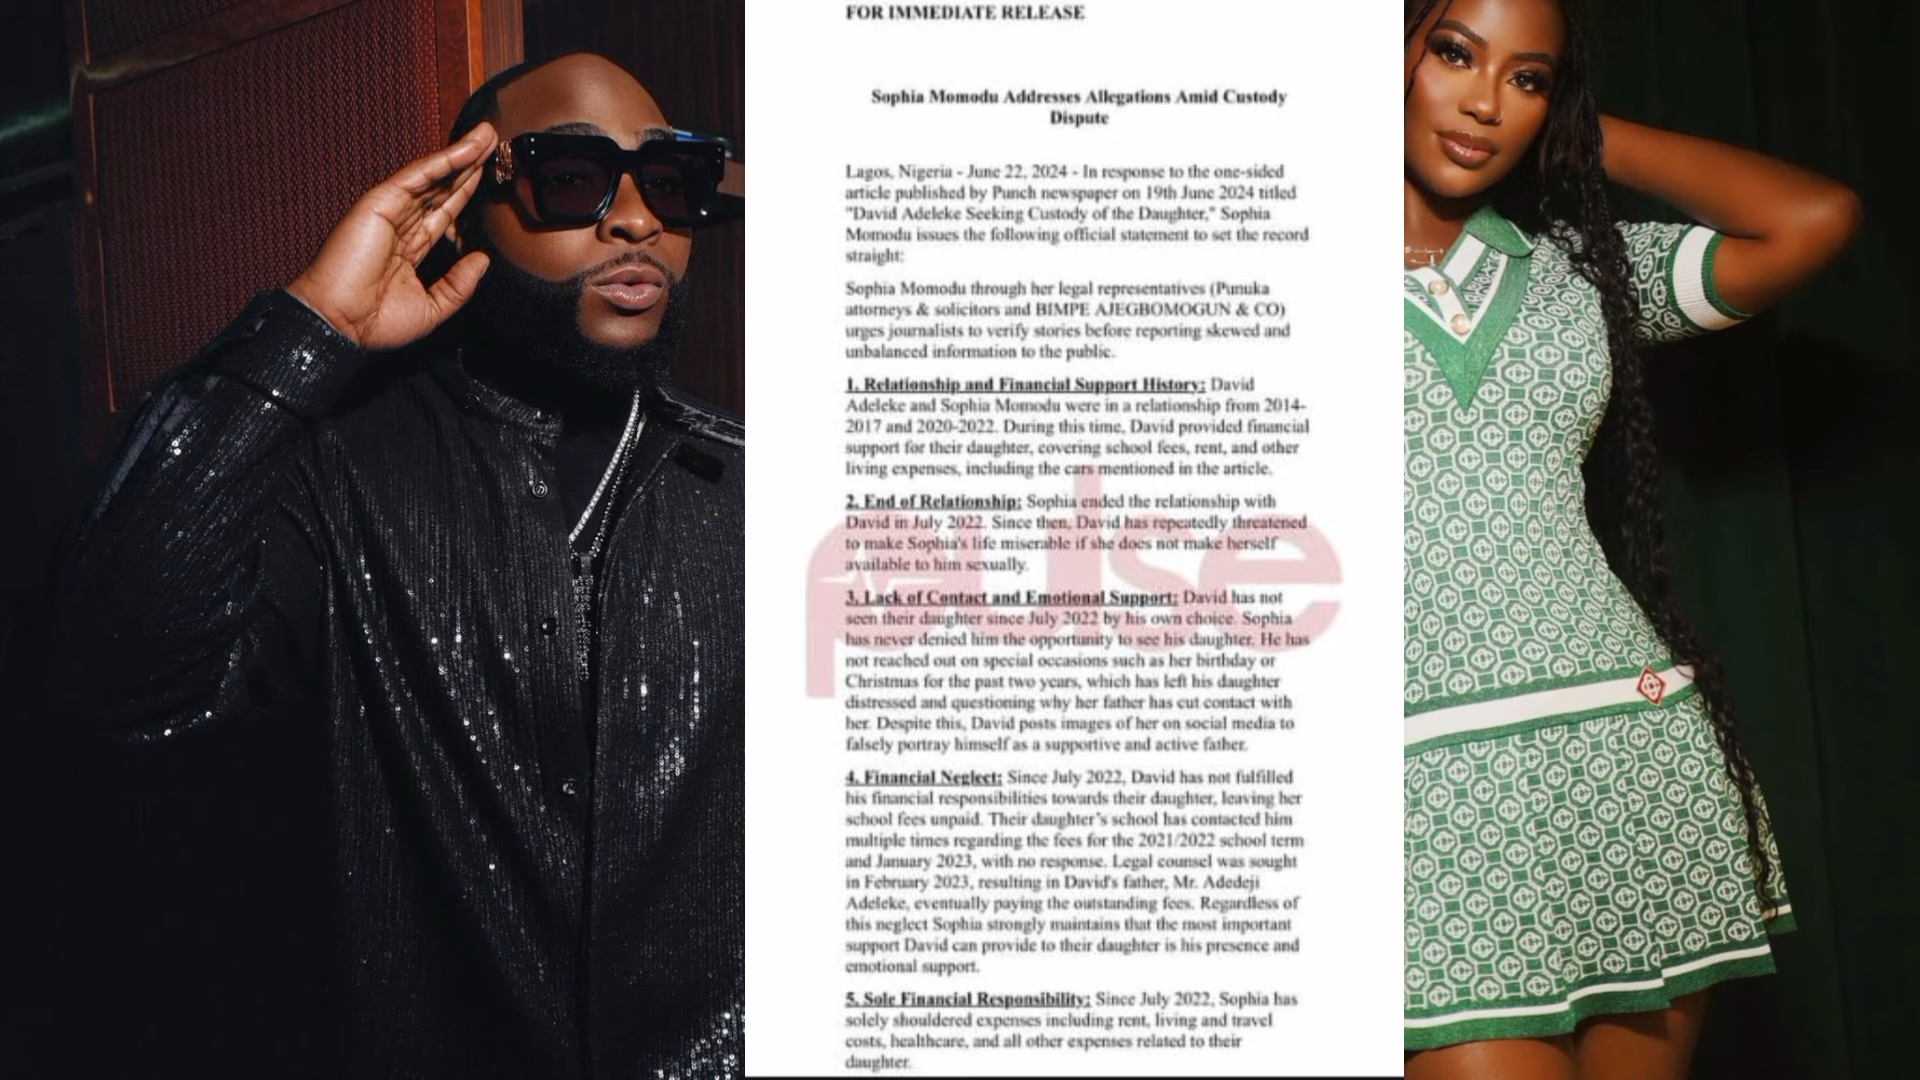 FOR IMMEDIATE RELEASE
Sophia Momodu Addresses Allegations Amid Custody
Dispute
Lagos, Nigeria - June 22, 2024 - In response to the one-sided
article published by Punch newspaper on 19th June 2024 titled
"David Adeleke Seeking Custody of the Daughter," Sophia
Momodu issues the following official statement to set the record
straight:
Sophia Momodu through her legal representatives (Punuka
attorneys & solicitors and BIMPE AJEGBOMOGUN & CO)
urges journalists to verify stories before reporting skewed and
unbalanced information to the public.
1. Relationship and Financial Support History: David
Adeleke and Sophia Momodu were in a relationship from 2014-
2017 and 2020-2022. During this time, David provided financial
support for their daughter, covering school fees, rent, and other
living expenses, including the cars mentioned in the article.
2. End of Relationship: Sophia ended the relationship with
David in July 2022. Since then, David has repeatedly threatened
to make Sophia's life miserable if she does not make herself
available to him sexually.
3. Lack of Contact and Emotional Support: David has not
seen their daughter since July 2022 by his own choice. Sophia
has never denied him the opportunity to see his daughter. He has
not reached out on special occasions such as her birthday or
Christmas for the past two years, which has left his daughter
distressed and questioning why her father has cut contact with
her. Despite this, David posts images of her on social media to
falsely portray himself as a supportive and active father.
4. Financial Neglect: Since July 2022, David has not fulfilled
his financial responsibilities towards their daughter, leaving her
school fees unpaid. Their daughter's school has contacted him
multiple times regarding the fees for the 2021/2022 school term
and January 2023, with no response. Legal counsel was sought
in February 2023, resulting in David's father, Mr. Adedeji
Adeleke, eventually paying the outstanding fees. Regardless of
this neglect Sophia strongly maintains that the most important
support David can provide to their daughter is his presence and
emotional support.
5. Sole Financial Responsibility: Since July 2022, Sophia has
solely shouldered expenses including rent, living and travel
costs, healthcare, and all other expenses related to their
daughter.
pulse